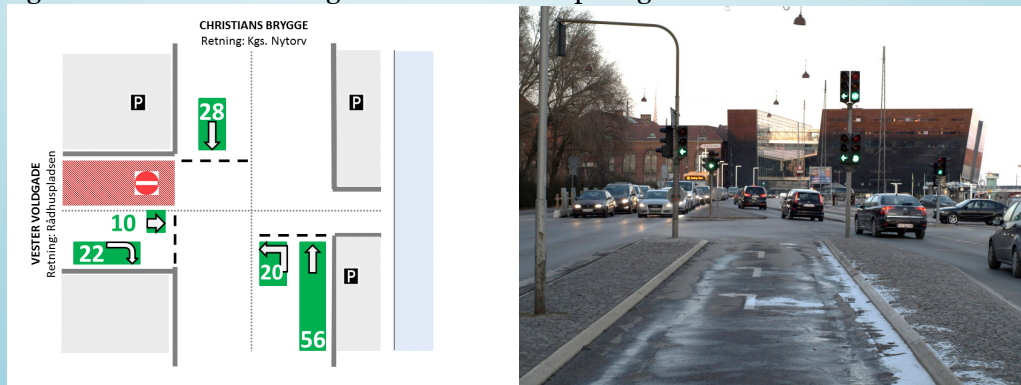 CHRISTIANS BRYGGE
Retning: Kgs. Nytorv
P
P
28
VESTER VOLDGADE
Retning: Rådhuspladsen
10
22
20
P
56